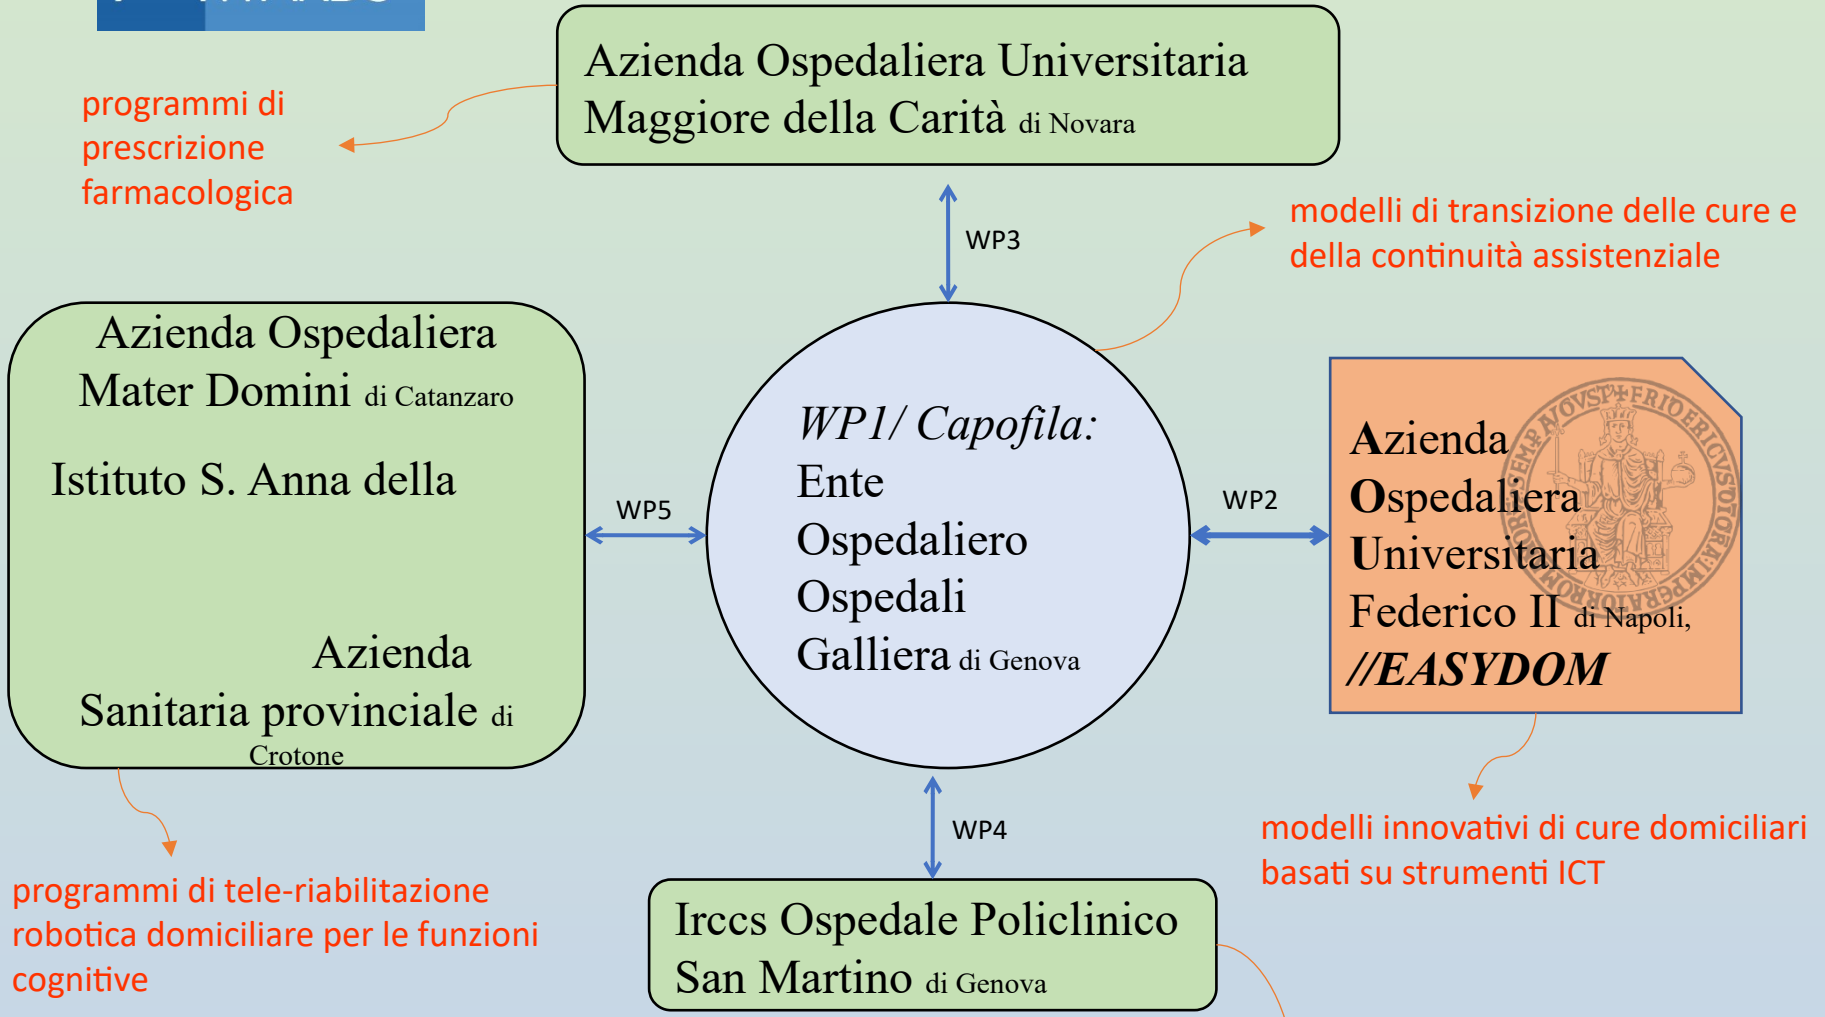 Azienda Ospedaliera Universitaria
Maggiore della Carità di Novara
programmi di
prescrizione
farmacologica
WP3
modelli di transizione delle cure e
della continuità assistenziale
Azienda Ospedaliera
Mater Domini di Catanzaro
Istituto S. Anna della
Azienda
Sanitaria provinciale di
Crotone
WP5
WP1/ Capofila:
Ente
Ospedaliero
Ospedali
Galliera di Genova
WP2
Azienda
Ospedaliera
Universitaria
Federico II di Napoli,
//EASYDOM
WP4
modelli innovativi di cure domiciliari
basati su strumenti ICT
programmi di tele-riabilitazione
robotica domiciliare per le funzioni
cognitive
Irccs Ospedale Policlinico
San Martino di Genova